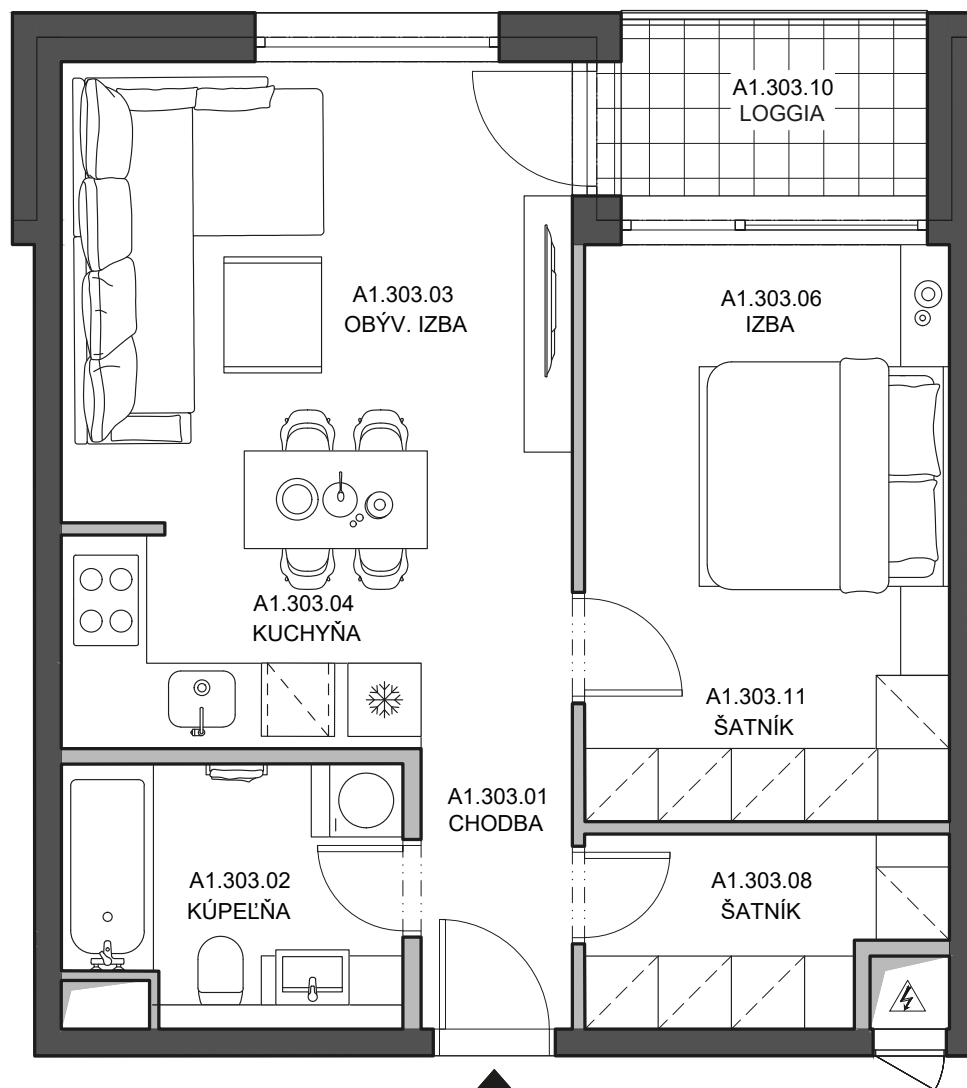 A1.303.10
LOGGIA
A1.303.03
OBÝV. IZBA
A1.303.06
IZBA
A1.303.04
KUCHYŇA
A1.303.11
ŠATNÍK
A1.303.01
CHODBA
A1.303.02
KÚPEĽŇA
A1.303.08
ŠATNÍK